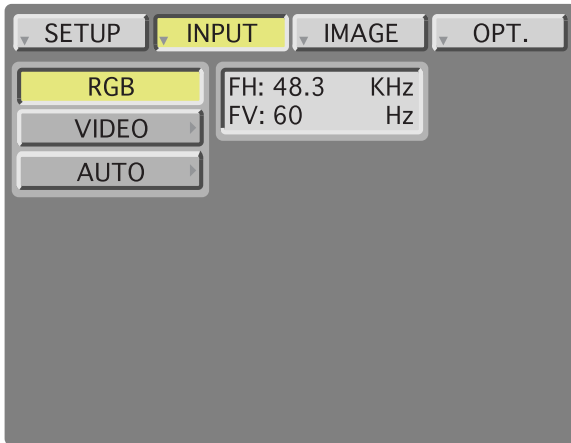 SETUP INPUT IMAGE OPT.
RGB
VIDEO
AUTO
FH: 48.3 KHz
FV: 60 Hz